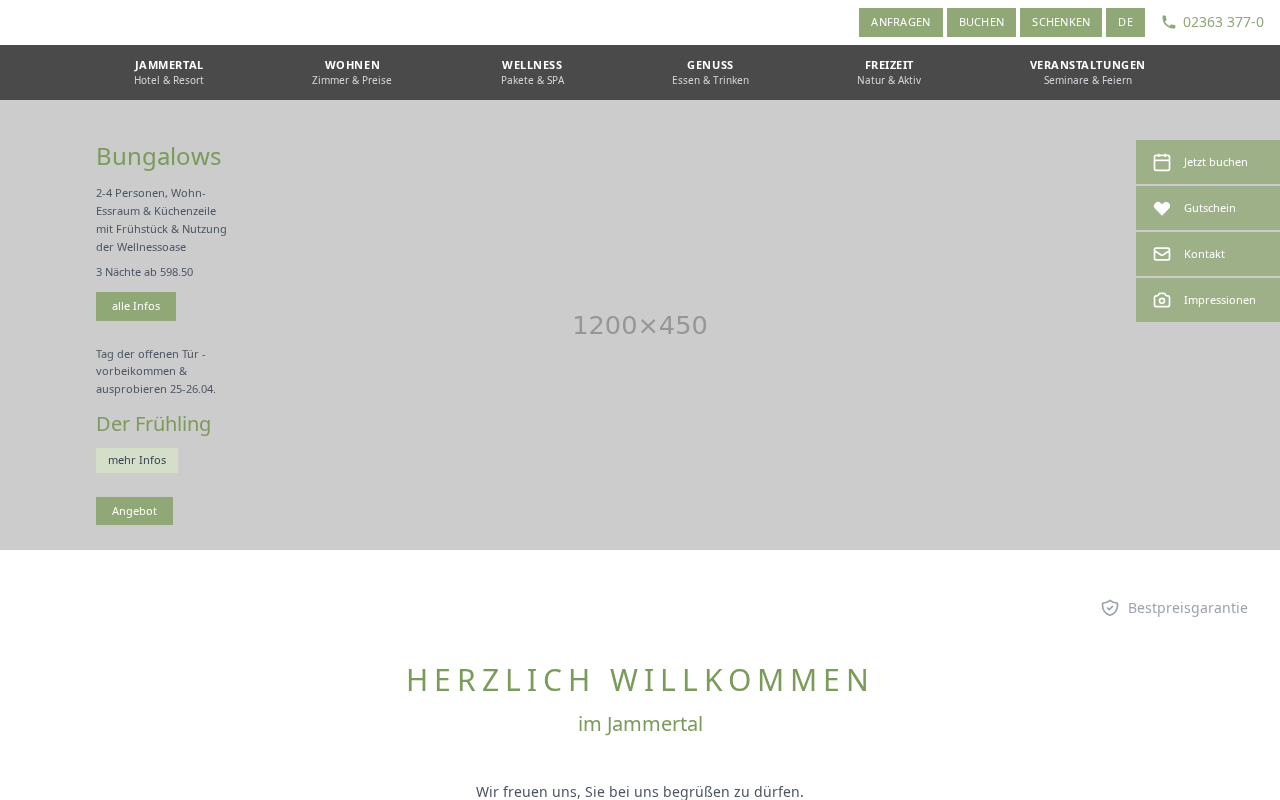 ANFRAGEN BUCHEN SCHENKEN DE 02363 377-0
JAMMERTAL WOHNEN WELLNESS GENUSS FREIZEIT VERANSTALTUNGEN
Hotel & Resort Zimmer & Preise Pakete & SPA Essen & Trinken Natur & Aktiv Seminare & Feiern
Bungalows
2-4 Personen, Wohn-
Essraum & Küchenzeile
mit Frühstück & Nutzung
der Wellnessoase
3 Nächte ab 598.50
alle Infos
Tag der offenen Tür -
vorbeikommen &
ausprobieren 25-26.04.
Der Frühling
mehr Infos
Angebot
1200×450
Jetzt buchen
Gutschein
Kontakt
Impressionen
Bestpreisgarantie
HERZLICH WILLKOMMEN
im Jammertal
Wir freuen uns, Sie bei uns begrüßen zu dürfen.